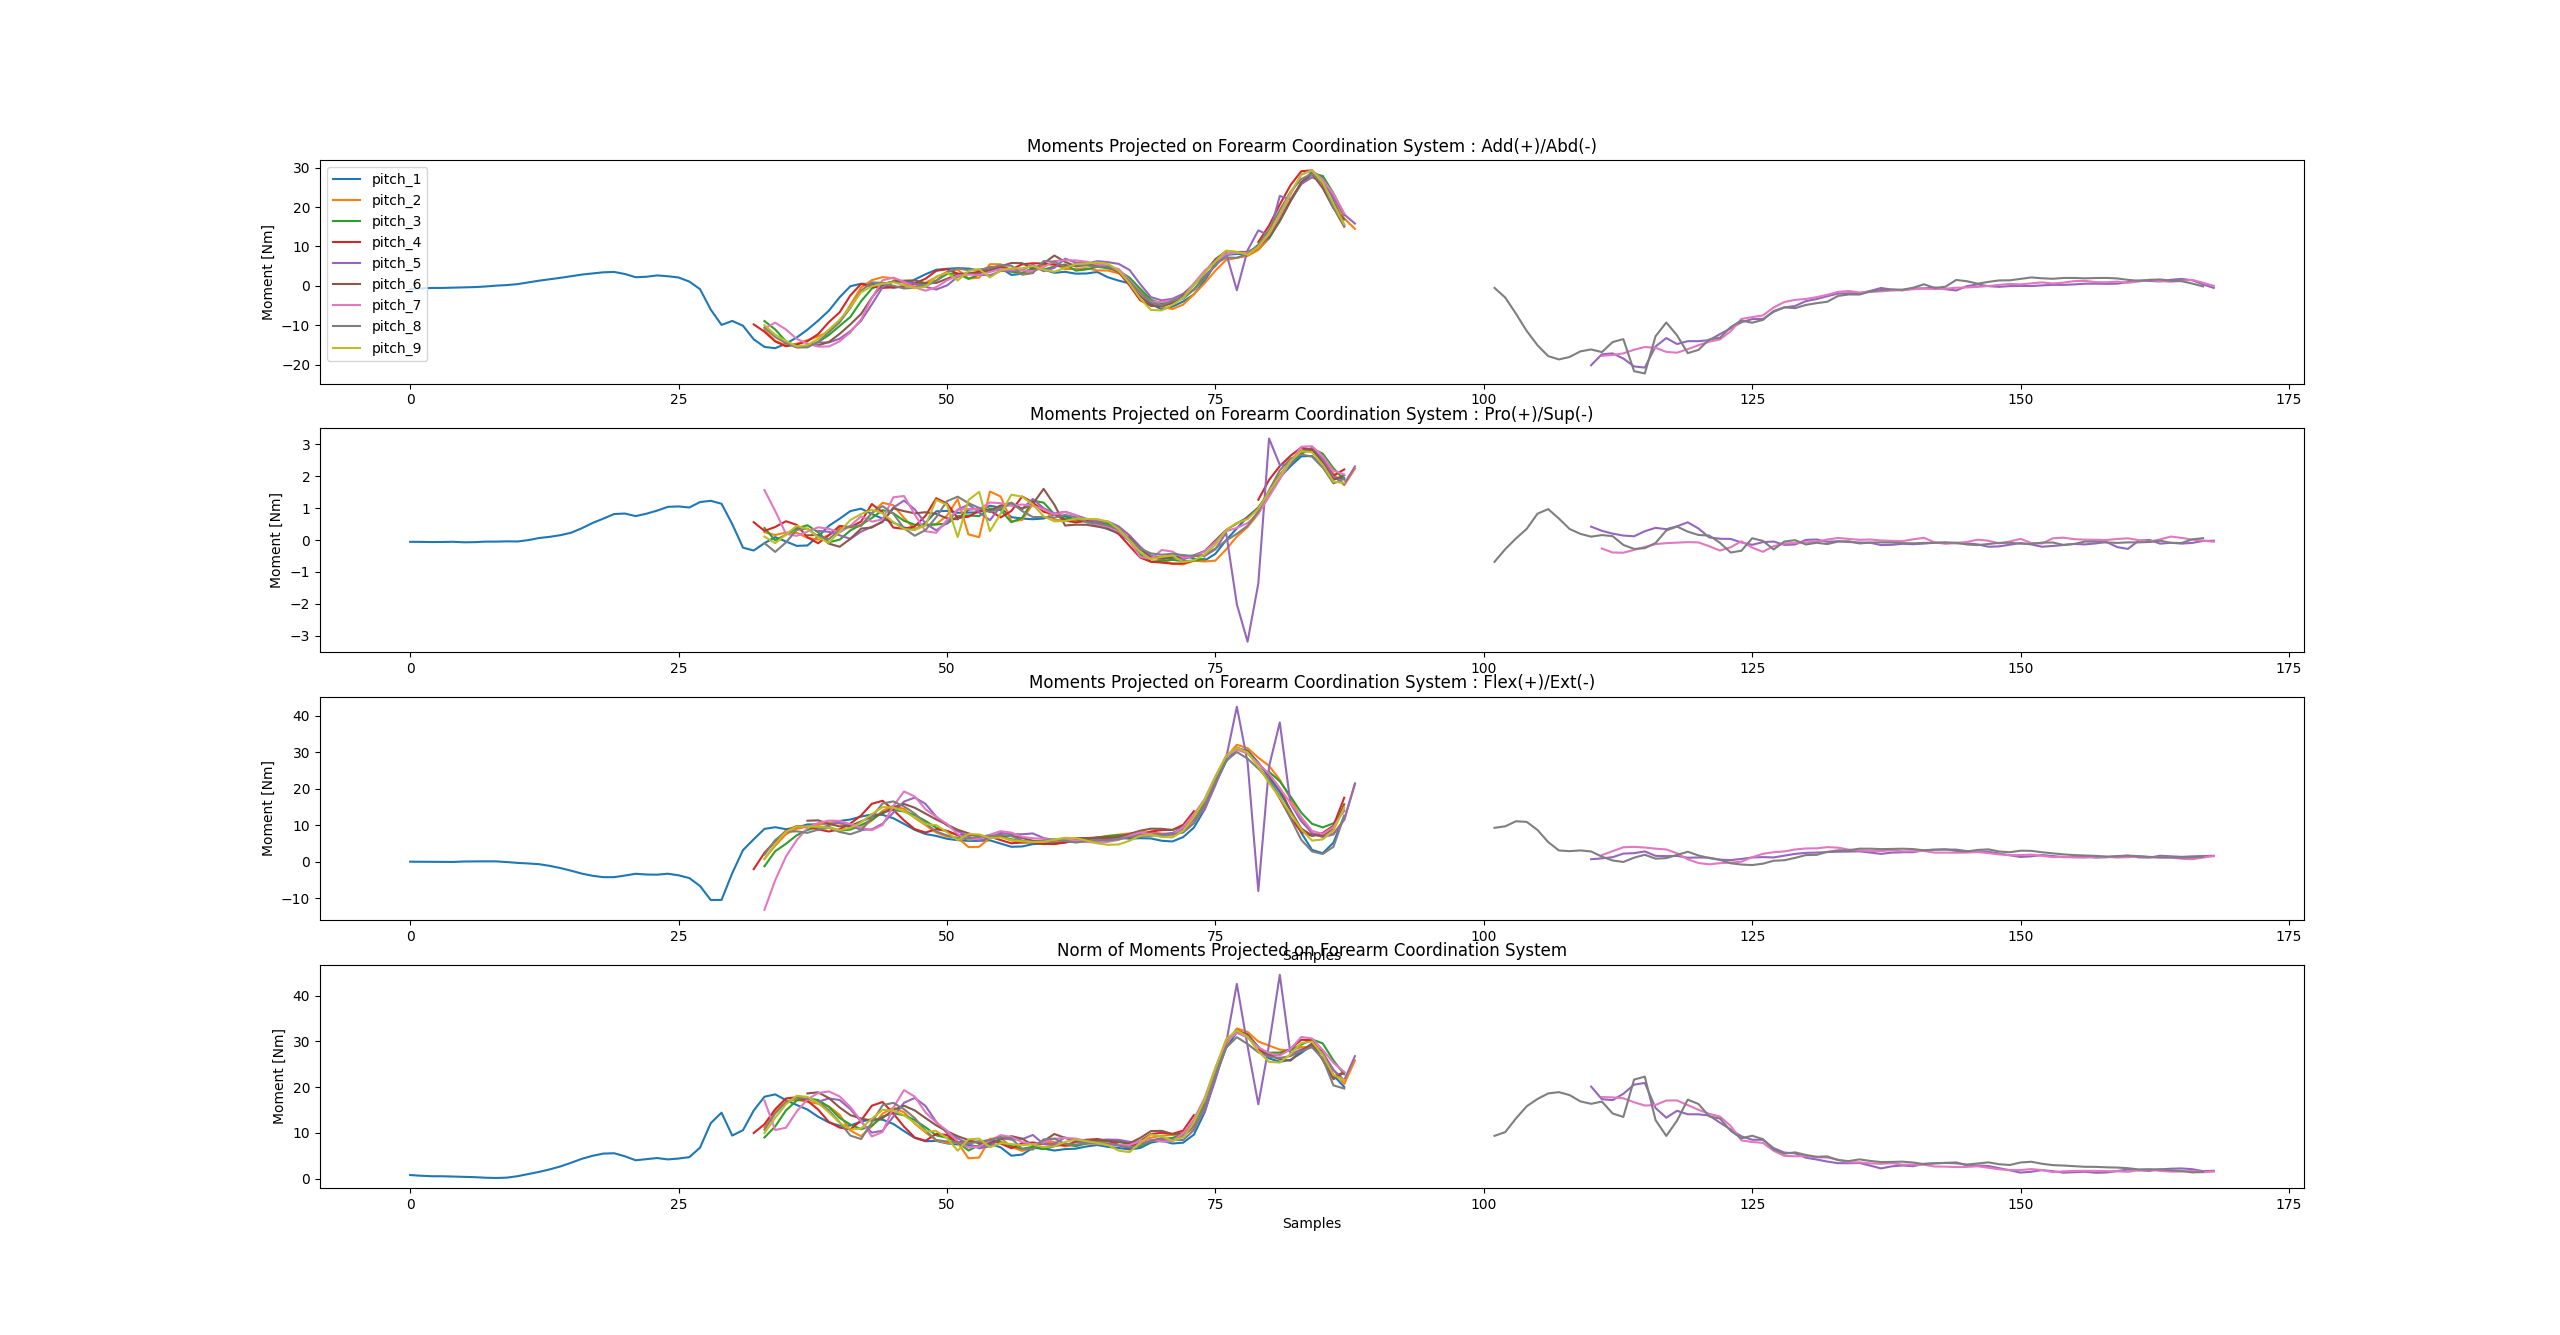 Moments Projected on Forearm Coordination System : Add(+)/Abd(-)
Moment [Nm]
30
20
10
0
−10
−20
pitch_1
pitch_2
pitch_3
pitch_4
pitch_5
pitch_6
pitch_7
pitch_8
pitch_9
0 25 50 75 100 125 150 175
Moments Projected on Forearm Coordination System : Pro(+)/Sup(-)
Moment [Nm]
3
2
1
0
−1
−2
−3
0 25 50 75 100 125 150 175
Moments Projected on Forearm Coordination System : Flex(+)/Ext(-)
Moment [Nm]
40
30
20
10
0
−10
0 25 50 75 100 125 150 175
Samples
Norm of Moments Projected on Forearm Coordination System
Moment [Nm]
40
30
20
10
0
0 25 50 75 100 125 150 175
Samples